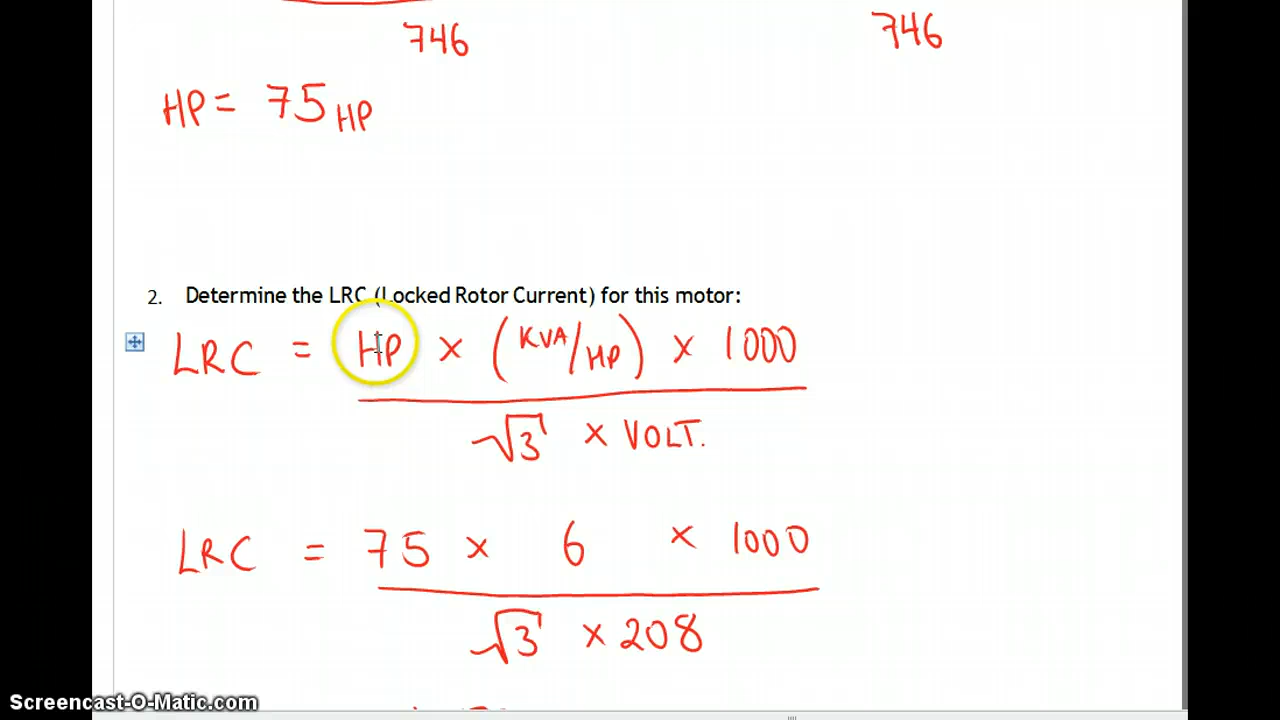 746 746
HP = 75 HP
2. Determine the LRC (Locked Rotor Current) for this motor:
LRC = HP × (KVA/HP) × 1000
√3 × VOLT.
LRC = 75 × 6 × 1000
√3 × 208
Screencast-O-Matic.com